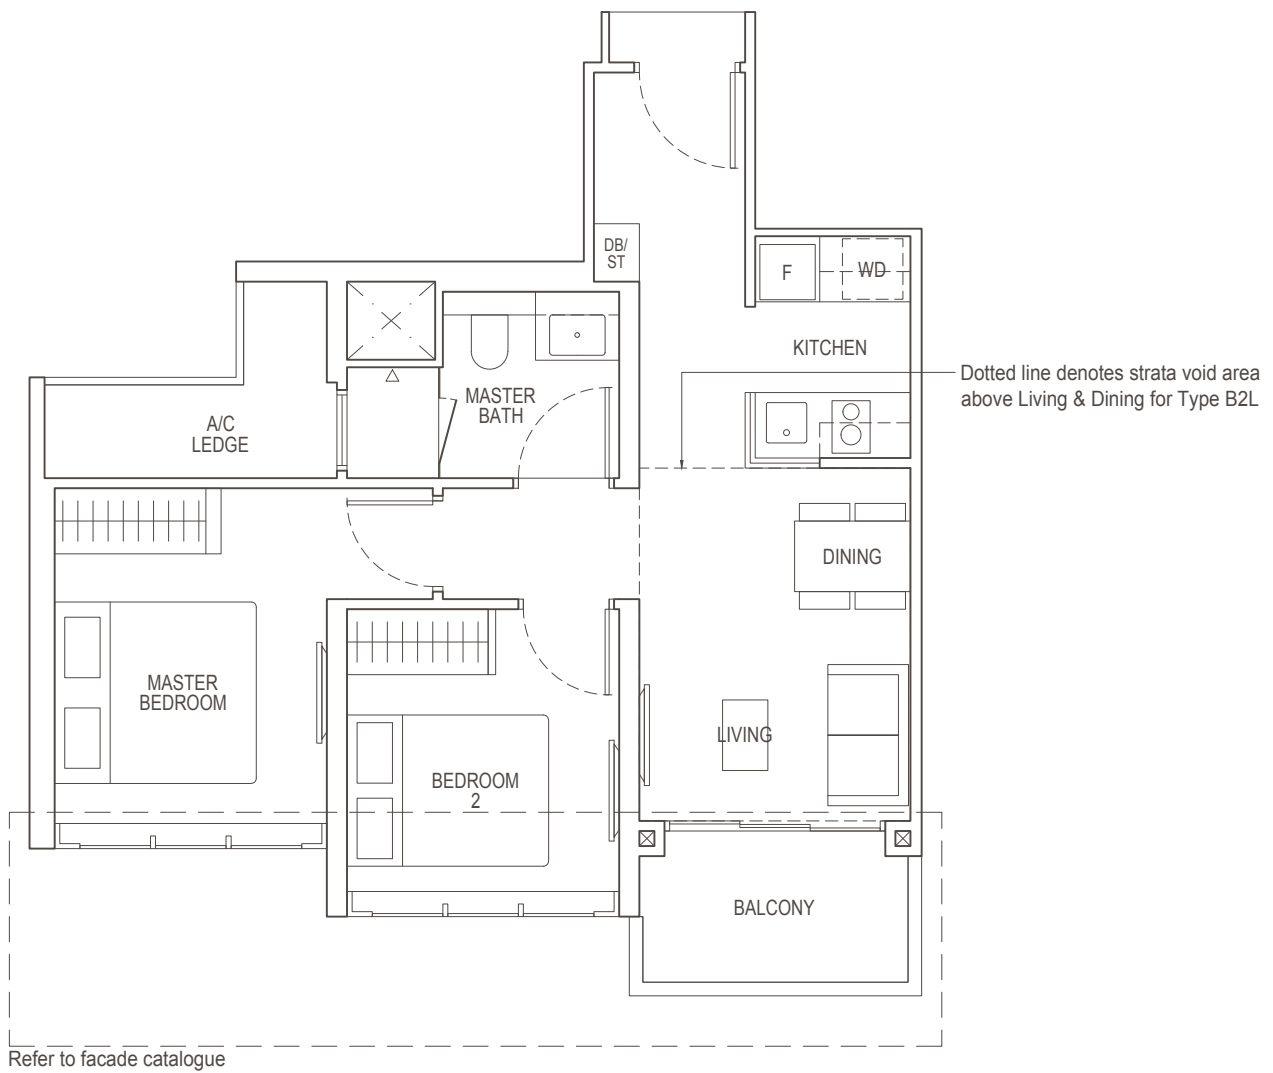 DB/
ST
F
WD
KITCHEN
Dotted line denotes strata void area
above Living & Dining for Type B2L
MASTER
BATH
A/C
LEDGE
DINING
MASTER
BEDROOM
LIVING
BEDROOM
2
BALCONY
Refer to facade catalogue